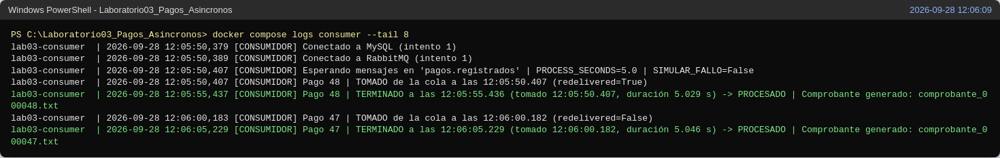 Windows PowerShell - Laboratorio03_Pagos_Asincronos
2026-09-28 12:06:09
PS C:\Laboratorio03_Pagos_Asincronos> docker compose logs consumer --tail 8
lab03-consumer  | 2026-09-28 12:05:50,379 [CONSUMIDOR] Conectado a MySQL (intento 1)
lab03-consumer  | 2026-09-28 12:05:50,389 [CONSUMIDOR] Conectado a RabbitMQ (intento 1)
lab03-consumer  | 2026-09-28 12:05:50,407 [CONSUMIDOR] Esperando mensajes en 'pagos.registrados' | PROCESS_SECONDS=5.0 | SIMULAR_FALLO=False
lab03-consumer  | 2026-09-28 12:05:50,407 [CONSUMIDOR] Pago 48 | TOMADO de la cola a las 12:05:50.407 (redelivered=True)
lab03-consumer  | 2026-09-28 12:05:55,437 [CONSUMIDOR] Pago 48 | TERMINADO a las 12:05:55.436 (tomado 12:05:50.407, duración 5.029 s) -> PROCESADO | Comprobante generado: comprobante_0
00048.txt
lab03-consumer  | 2026-09-28 12:06:00,183 [CONSUMIDOR] Pago 47 | TOMADO de la cola a las 12:06:00.182 (redelivered=False)
lab03-consumer  | 2026-09-28 12:06:05,229 [CONSUMIDOR] Pago 47 | TERMINADO a las 12:06:05.229 (tomado 12:06:00.182, duración 5.046 s) -> PROCESADO | Comprobante generado: comprobante_0
00047.txt